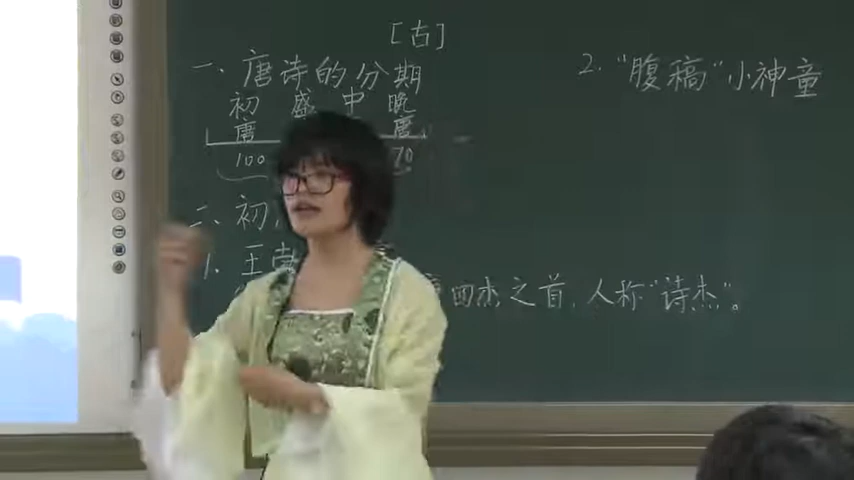 [古]
一、唐诗的分期
初 盛 中 晚
唐 唐
100 70
二、初
1. 王勃
四杰之首，人称“诗杰”。
2. “腹稿”小神童